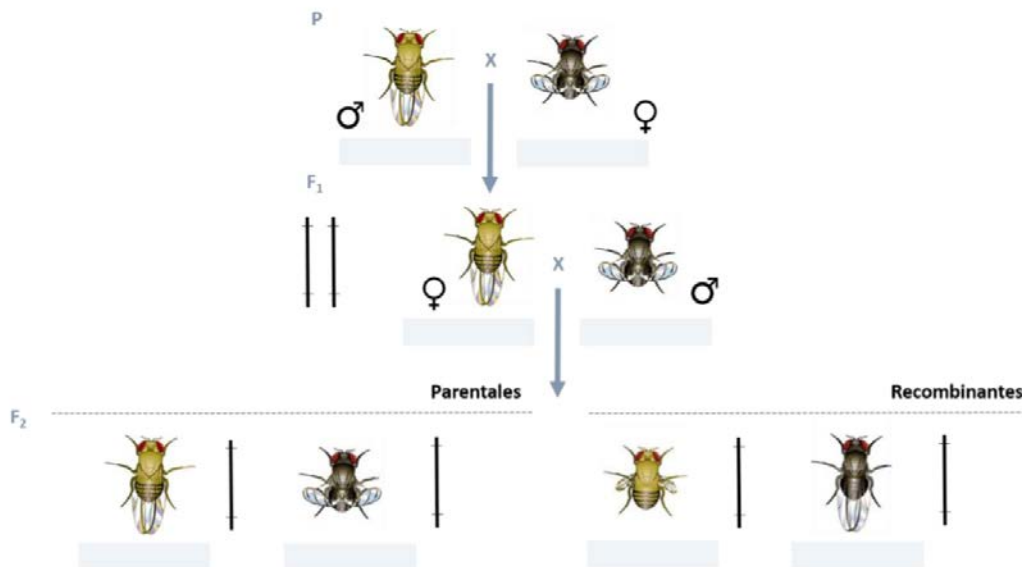 P
♂
X
♀
F₁
♀
X
♂
Parentales
Recombinantes
F₂